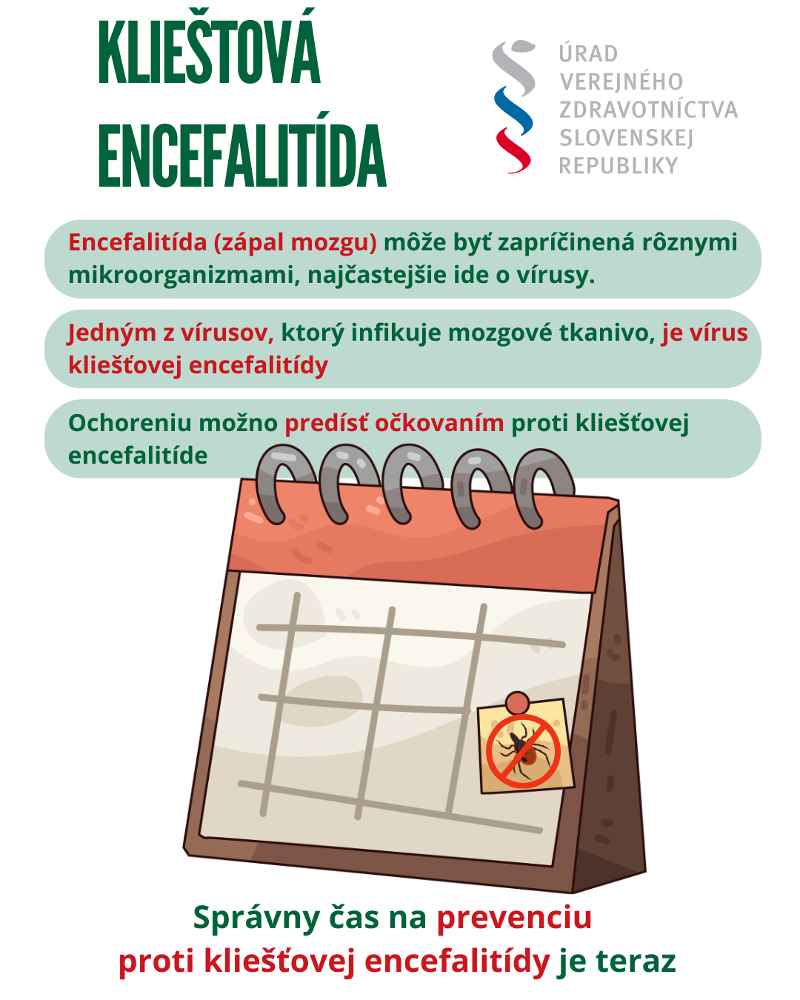 KLIEŠTOVÁ
ENCEFALITÍDA
ÚRAD
VEREJNÉHO
ZDRAVOTNÍCTVA
SLOVENSKEJ
REPUBLIKY
Encefalitída (zápal mozgu) môže byť zapríčinená rôznymi
mikroorganizmami, najčastejšie ide o vírusy.
Jedným z vírusov, ktorý infikuje mozgové tkanivo, je vírus
kliešťovej encefalitídy
Ochoreniu možno predísť očkovaním proti kliešťovej
encefalitíde
Správny čas na prevenciu
proti kliešťovej encefalitídy je teraz